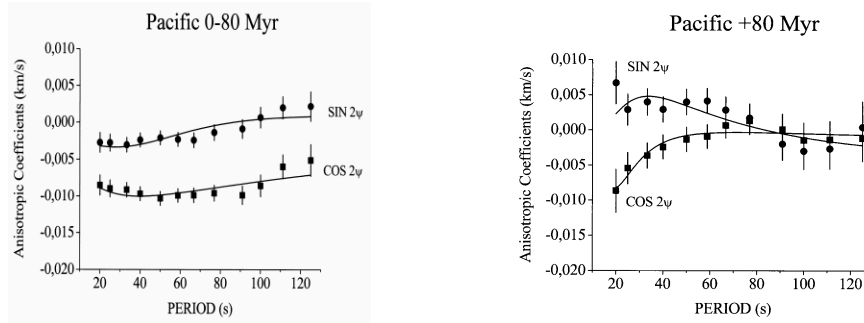 Pacific 0-80 Myr
0,010
0,005
0,000
-0,005
-0,010
-0,020
Anisotropic Coefficients (km/s)
SIN 2ψ
COS 2ψ
20 40 60 80 100 120
PERIOD (s)
Pacific +80 Myr
0,010
0,005
0,000
-0,005
-0,010
-0,015
-0,020
Anisotropic Coefficients (km/s)
SIN 2ψ
COS 2ψ
20 40 60 80 100 120
PERIOD (s)